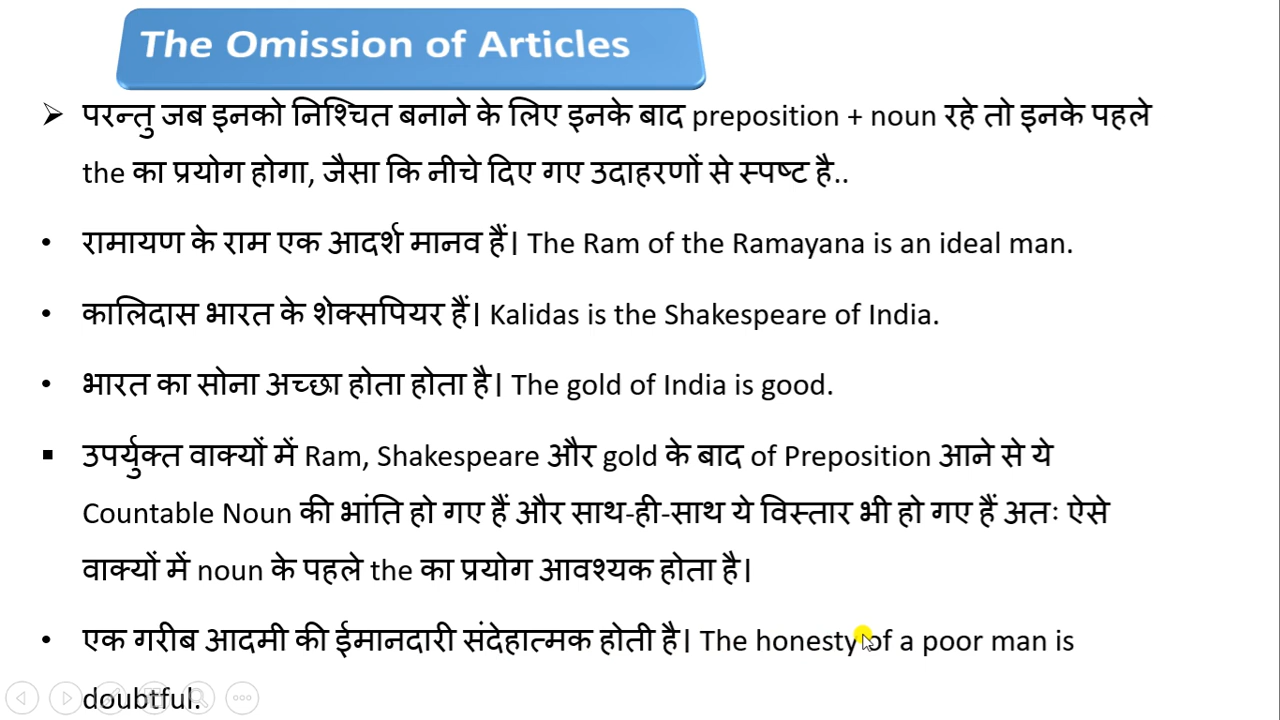 The Omission of Articles
➢ परन्तु जब इनको निश्चित बनाने के लिए इनके बाद preposition + noun रहे तो इनके पहले
the का प्रयोग होगा, जैसा कि नीचे दिए गए उदाहरणों से स्पष्ट है..
• रामायण के राम एक आदर्श मानव हैं। The Ram of the Ramayana is an ideal man.
• कालिदास भारत के शेक्सपियर हैं। Kalidas is the Shakespeare of India.
• भारत का सोना अच्छा होता होता है। The gold of India is good.
▪ उपर्युक्त वाक्यों में Ram, Shakespeare और gold के बाद of Preposition आने से ये
Countable Noun की भांति हो गए हैं और साथ-ही-साथ ये विस्तार भी हो गए हैं अतः ऐसे
वाक्यों में noun के पहले the का प्रयोग आवश्यक होता है।
• एक गरीब आदमी की ईमानदारी संदेहात्मक होती है। The honesty of a poor man is
doubtful.